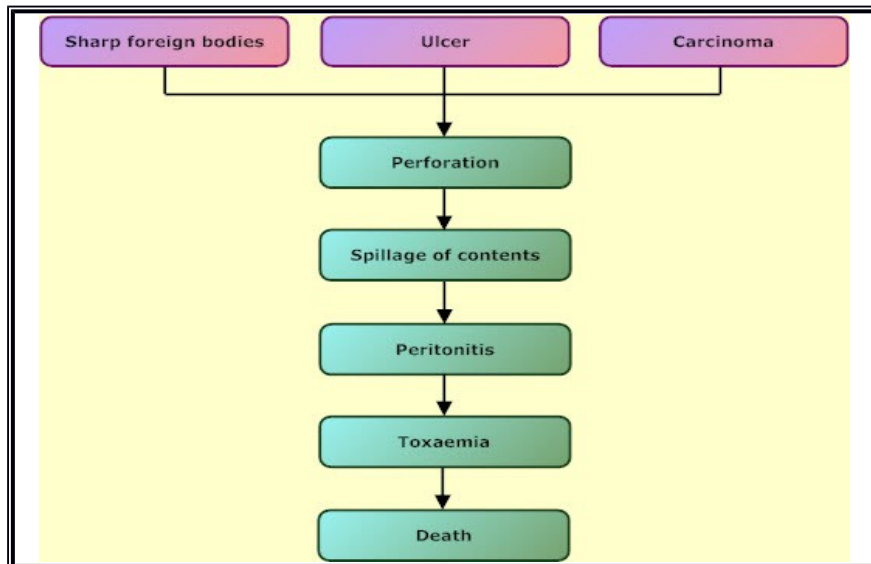 Sharp foreign bodies
Ulcer
Carcinoma
Perforation
Spillage of contents
Peritonitis
Toxaemia
Death